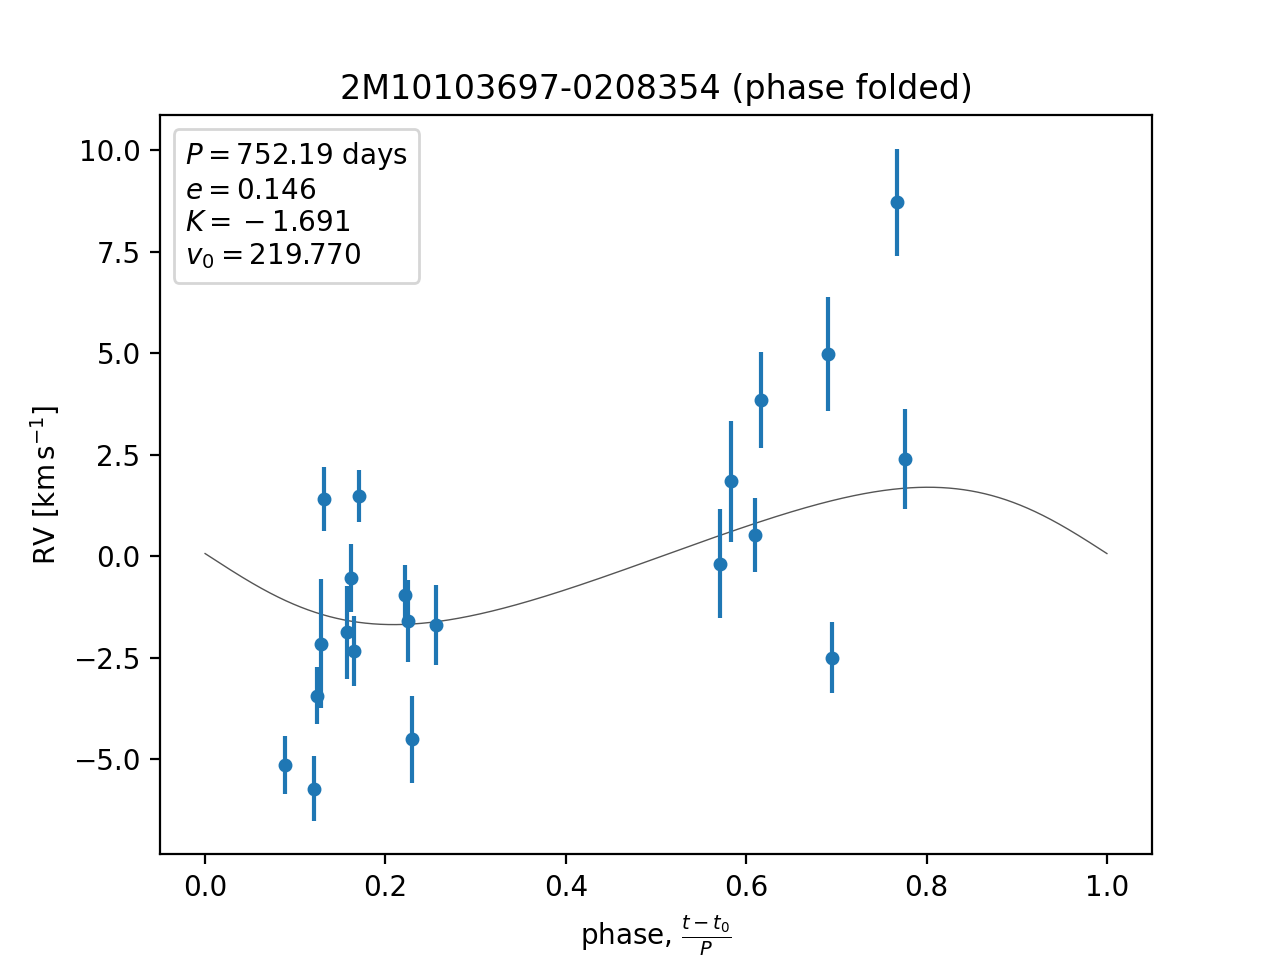 2M10103697-0208354 (phase folded)
P = 752.19 days
e = 0.146
K = −1.691
v₀ = 219.770
10.0
7.5
5.0
2.5
0.0
−2.5
−5.0
RV [km s⁻¹]
0.0 0.2 0.4 0.6 0.8 1.0
phase, (t − t₀)/P